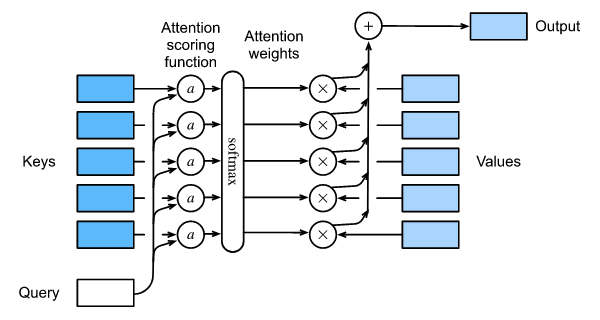 Attention
scoring
function
Attention
weights
+
Output
a
×
a
×
Keys
a
softmax
×
Values
a
×
a
×
Query